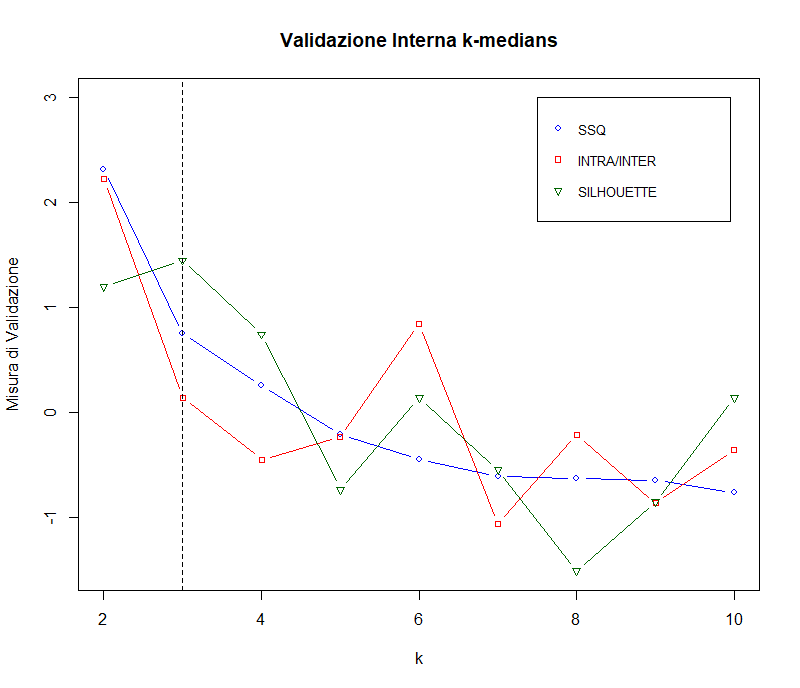 Validazione Interna k-medians
3
2
1
0
-1
Misura di Validazione
SSQ
INTRA/INTER
SILHOUETTE
2 4 6 8 10
k